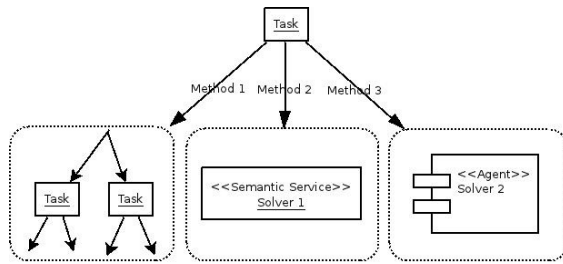 Task
Method 1
Method 2
Method 3
Task
Task
<<Semantic Service>>
Solver 1
<<Agent>>
Solver 2